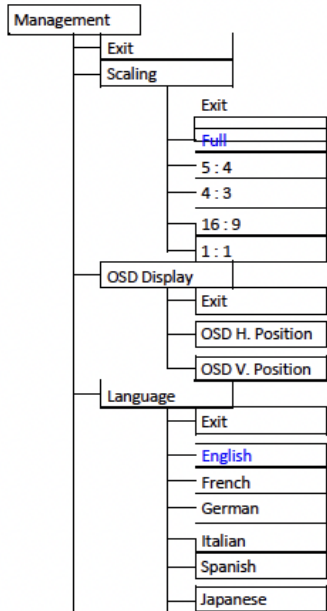 Management
Exit
Scaling
Exit
Full
5 : 4
4 : 3
16 : 9
1 : 1
OSD Display
Exit
OSD H. Position
OSD V. Position
Language
Exit
English
French
German
Italian
Spanish
Japanese